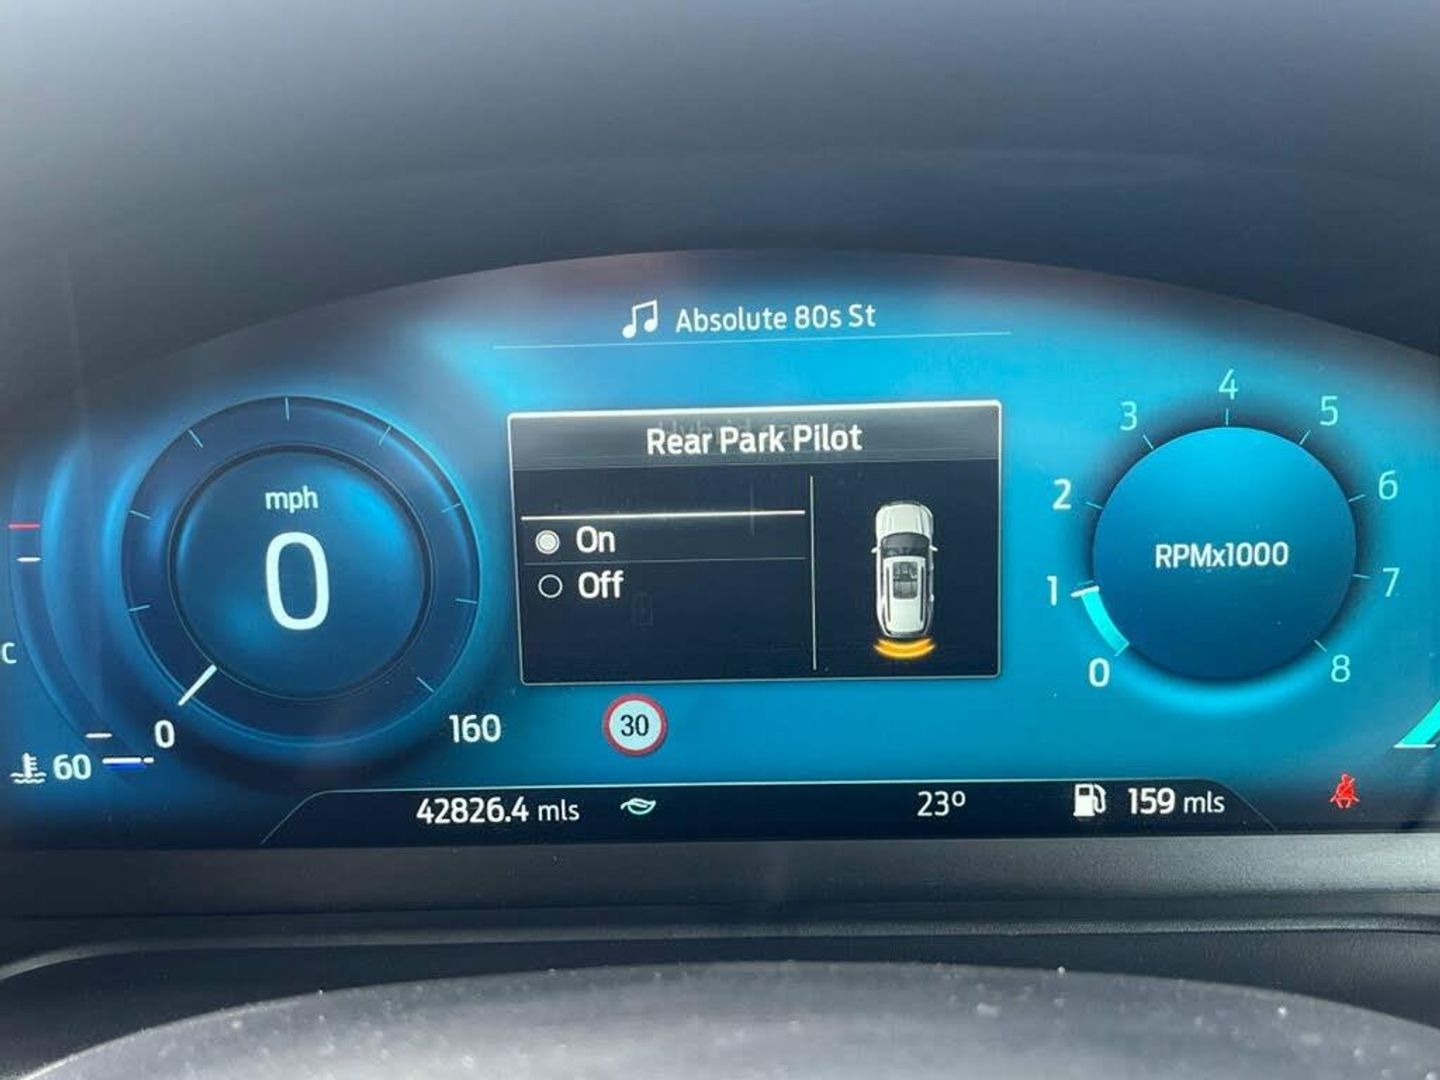 Absolute 80s St
Rear Park Pilot
On
Off
mph
0
0
160
C
60
30
RPMx1000
0
1
2
3
4
5
6
7
8
42826.4 mls
23º
159 mls